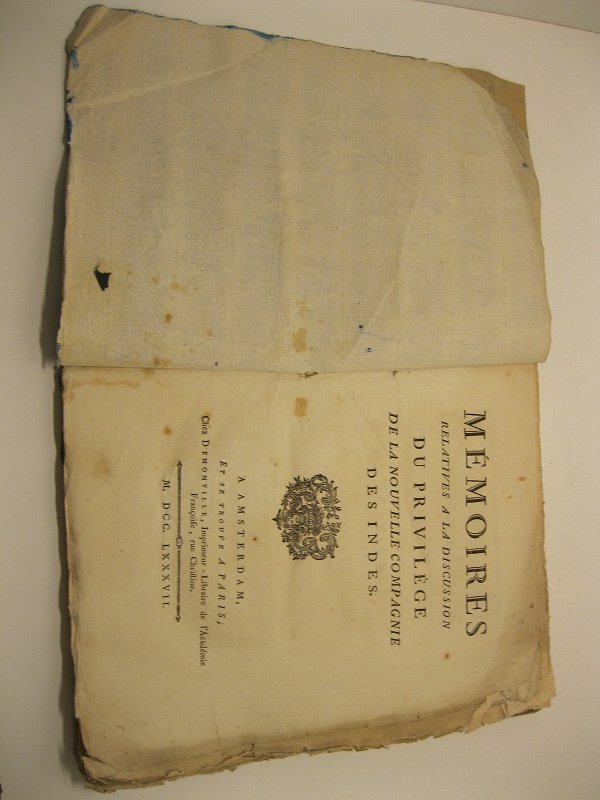 MÉMOIRES
RELATIVES A LA DISCUSSION
DU PRIVILÉGE
DE LA NOUVELLE COMPAGNIE
DES INDES.
A AMSTERDAM,
ET SE TROUVE A PARIS,
Chez DEMONVILLE, Imprimeur-Libraire de l'Académie
Françoise, rue Christine.
M. DCC. LXXXVII.